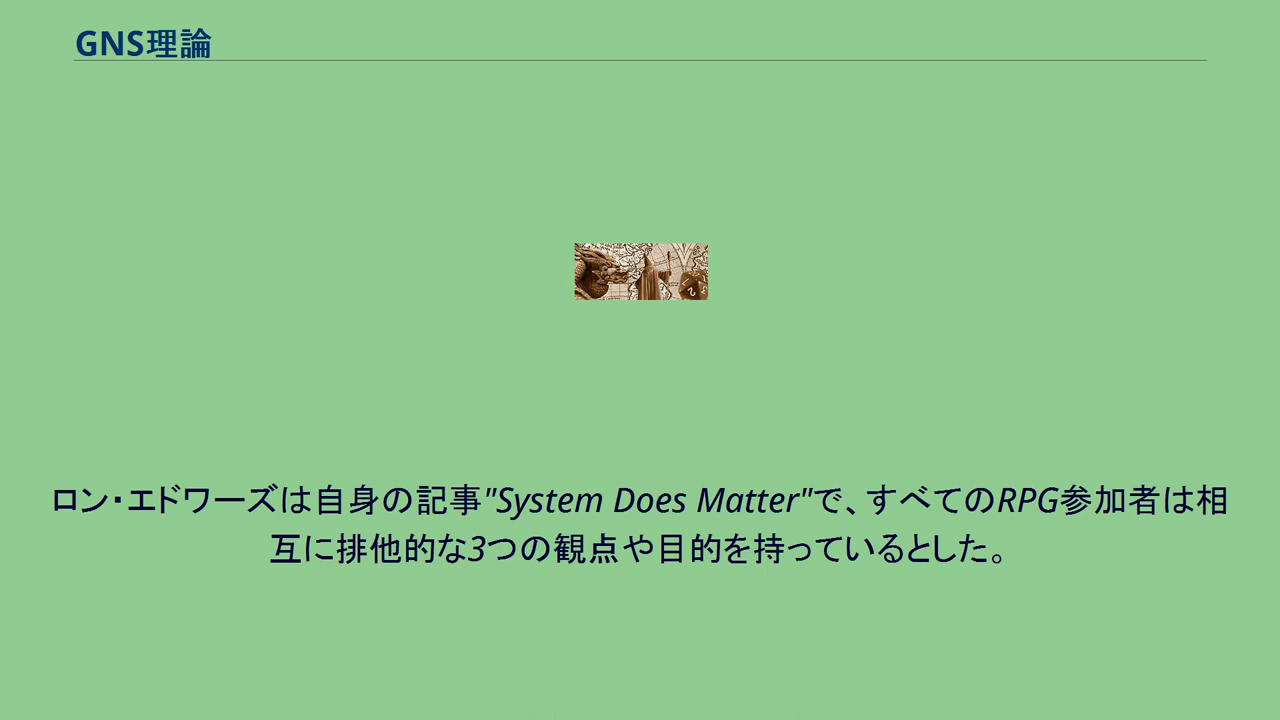 GNS理論
ロン・エドワーズは自身の記事"System Does Matter"で、すべてのRPG参加者は相
互に排他的な3つの観点や目的を持っているとした。